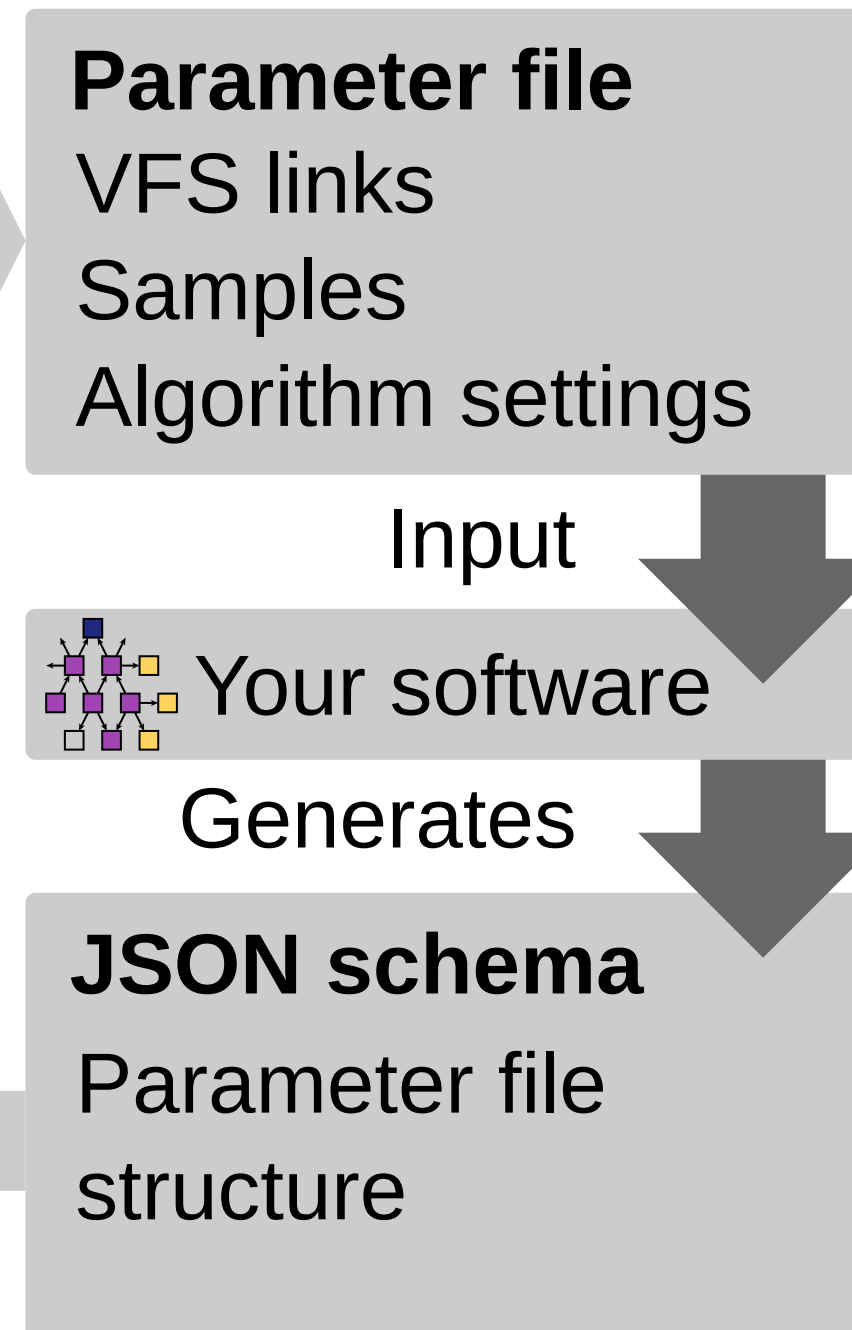 Parameter file
VFS links
Samples
Algorithm settings
Input
Your software
Generates
JSON schema
Parameter file
structure